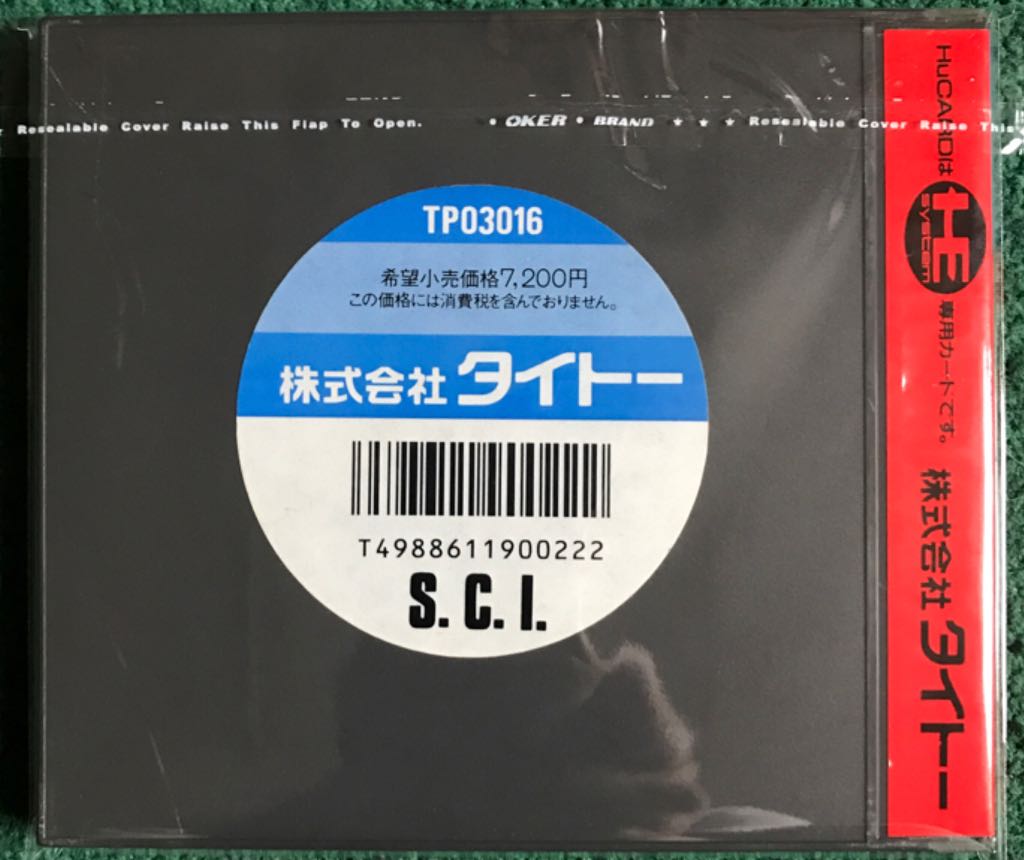 Resealable Cover Raise This Flap To Open. • OKER • BRAND ★ ★ ★ Resealable Cover Raise This
TP03016
希望小売価格7,200円
この価格には消費税を含んでおりません。
株式会社タイトー
T4988611900222
S.C.I.
HuCARDは HE SYSTEM 専用カードです。 株式会社タイトー